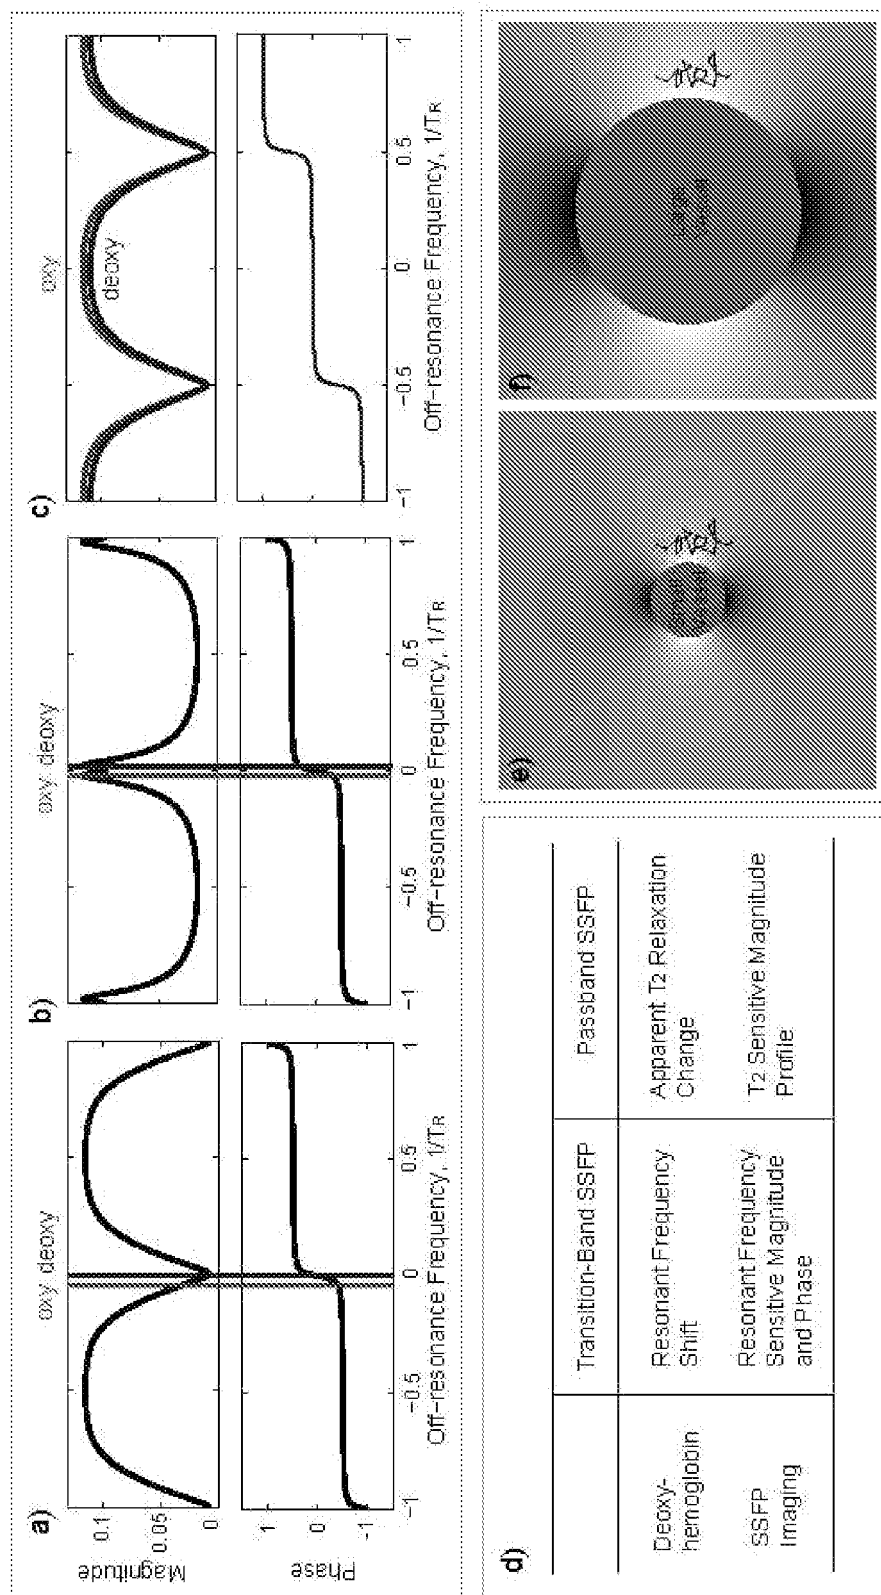 a)
oxy deoxy
Magnitude
0.1
0.05
0
Phase
1
0
-1
-1
-0.5
0
0.5
1
Off-resonance Frequency, 1/TR
b)
oxy deoxy
-1
-0.5
0
0.5
1
Off-resonance Frequency, 1/TR
c)
oxy
deoxy
-1
-0.5
0
0.5
1
Off-resonance Frequency, 1/TR
d)
Transition-Band SSFP
Passband SSFP
Deoxy-
hemoglobin
Resonant Frequency
Shift
Apparent T2 Relaxation
Change
SSFP
Imaging
Resonant Frequency
Sensitive Magnitude
and Phase
T2 Sensitive Magnitude
Profile
e)
f)